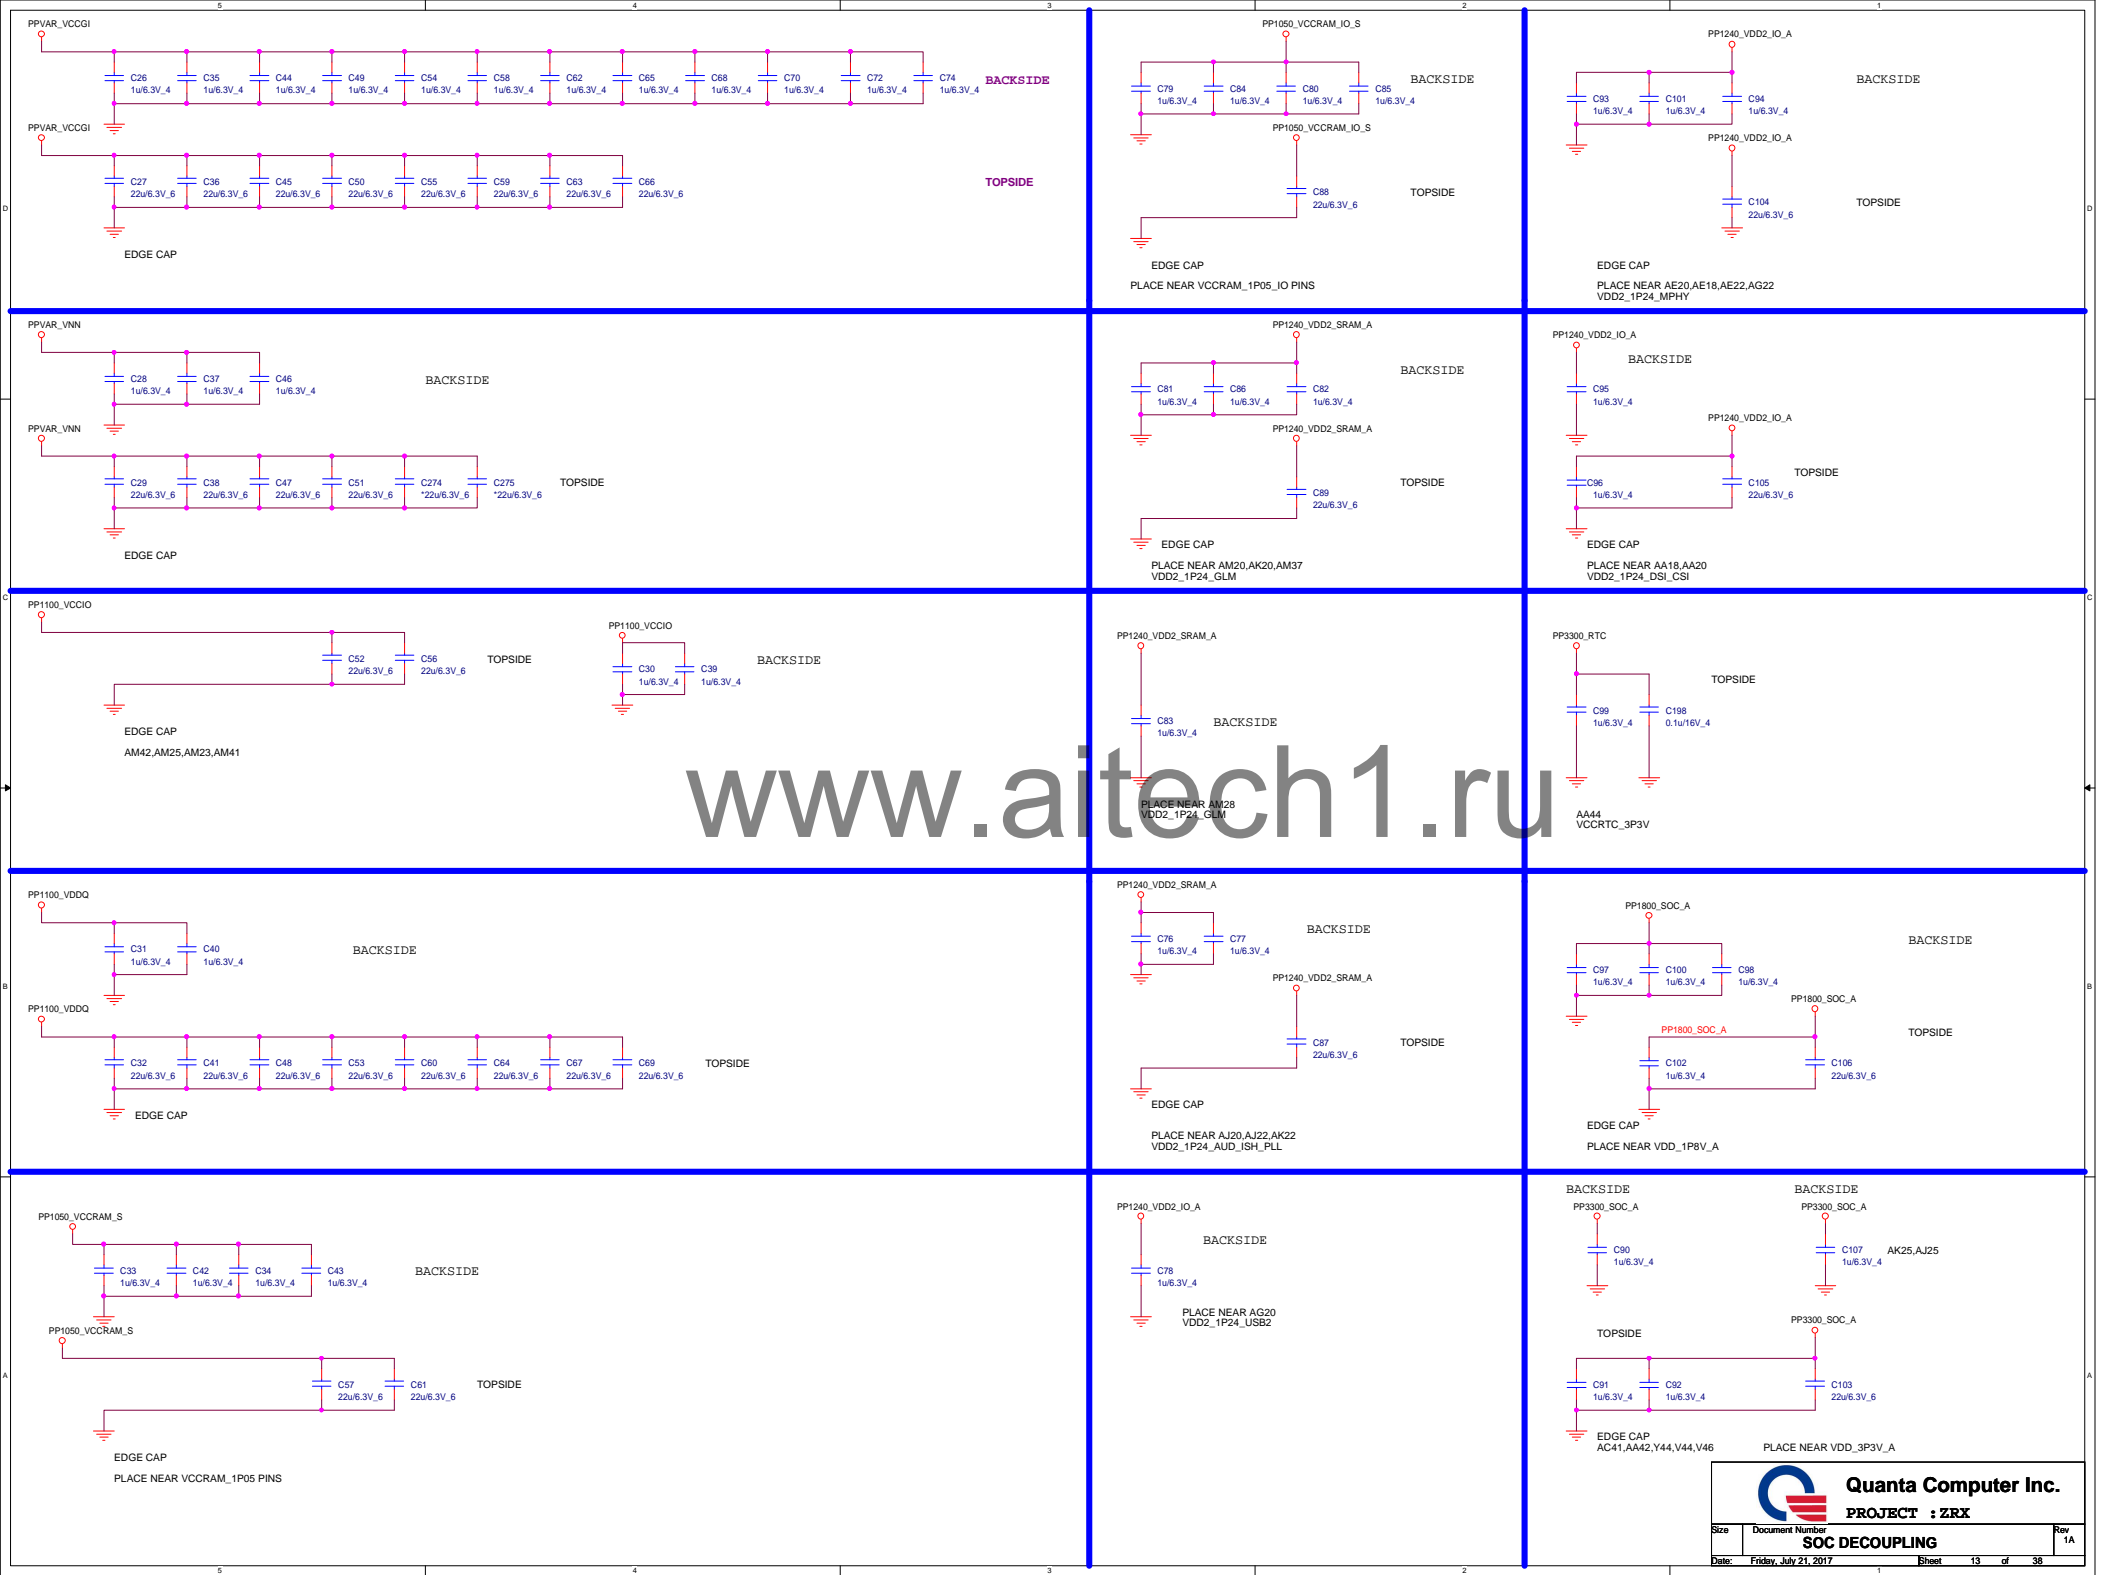 5 4 3 2 1
PPVAR_VCCGI
C26 1u/6.3V_4
C35 1u/6.3V_4
C44 1u/6.3V_4
C49 1u/6.3V_4
C54 1u/6.3V_4
C58 1u/6.3V_4
C62 1u/6.3V_4
C65 1u/6.3V_4
C68 1u/6.3V_4
C70 1u/6.3V_4
C72 1u/6.3V_4
C74 1u/6.3V_4
BACKSIDE
PPVAR_VCCGI
C27 22u/6.3V_6
C36 22u/6.3V_6
C45 22u/6.3V_6
C50 22u/6.3V_6
C55 22u/6.3V_6
C59 22u/6.3V_6
C63 22u/6.3V_6
C66 22u/6.3V_6
TOPSIDE
EDGE CAP
PP1050_VCCRAM_IO_S
C79 1u/6.3V_4
C84 1u/6.3V_4
C80 1u/6.3V_4
C85 1u/6.3V_4
BACKSIDE
PP1050_VCCRAM_IO_S
C88 22u/6.3V_6
TOPSIDE
EDGE CAP
PLACE NEAR VCCRAM_1P05_IO PINS
PP1240_VDD2_IO_A
C93 1u/6.3V_4
C101 1u/6.3V_4
C94 1u/6.3V_4
BACKSIDE
PP1240_VDD2_IO_A
C104 22u/6.3V_6
TOPSIDE
EDGE CAP
PLACE NEAR AE20,AE18,AE22,AG22
VDD2_1P24_MPHY
D D
PPVAR_VNN
C28 1u/6.3V_4
C37 1u/6.3V_4
C46 1u/6.3V_4
BACKSIDE
PPVAR_VNN
C29 22u/6.3V_6
C38 22u/6.3V_6
C47 22u/6.3V_6
C51 22u/6.3V_6
C274 *22u/6.3V_6
C275 *22u/6.3V_6
TOPSIDE
EDGE CAP
PP1240_VDD2_SRAM_A
C81 1u/6.3V_4
C86 1u/6.3V_4
C82 1u/6.3V_4
BACKSIDE
PP1240_VDD2_SRAM_A
C89 22u/6.3V_6
TOPSIDE
EDGE CAP
PLACE NEAR AM20,AK20,AM37
VDD2_1P24_GLM
PP1240_VDD2_IO_A
BACKSIDE
C95 1u/6.3V_4
PP1240_VDD2_IO_A
C96 1u/6.3V_4
C105 22u/6.3V_6
TOPSIDE
EDGE CAP
PLACE NEAR AA18,AA20
VDD2_1P24_DSI_CSI
C C
PP1100_VCCIO
C52 22u/6.3V_6
C56 22u/6.3V_6
TOPSIDE
EDGE CAP
AM42,AM25,AM23,AM41
PP1100_VCCIO
C30 1u/6.3V_4
C39 1u/6.3V_4
BACKSIDE
PP1240_VDD2_SRAM_A
C83 1u/6.3V_4
BACKSIDE
PLACE NEAR AM28
VDD2_1P24_GLM
PP3300_RTC
C99 1u/6.3V_4
C198 0.1u/16V_4
TOPSIDE
AA44
VCCRTC_3P3V
www.aitech1.ru
PP1100_VDDQ
C31 1u/6.3V_4
C40 1u/6.3V_4
BACKSIDE
PP1100_VDDQ
C32 22u/6.3V_6
C41 22u/6.3V_6
C48 22u/6.3V_6
C53 22u/6.3V_6
C60 22u/6.3V_6
C64 22u/6.3V_6
C67 22u/6.3V_6
C69 22u/6.3V_6
TOPSIDE
EDGE CAP
PP1240_VDD2_SRAM_A
C76 1u/6.3V_4
C77 1u/6.3V_4
BACKSIDE
PP1240_VDD2_SRAM_A
C87 22u/6.3V_6
TOPSIDE
EDGE CAP
PLACE NEAR AJ20,AJ22,AK22
VDD2_1P24_AUD_ISH_PLL
PP1800_SOC_A
C97 1u/6.3V_4
C100 1u/6.3V_4
C98 1u/6.3V_4
BACKSIDE
PP1800_SOC_A
PP1800_SOC_A
C102 1u/6.3V_4
C106 22u/6.3V_6
TOPSIDE
EDGE CAP
PLACE NEAR VDD_1P8V_A
B B
PP1050_VCCRAM_S
C33 1u/6.3V_4
C42 1u/6.3V_4
C34 1u/6.3V_4
C43 1u/6.3V_4
BACKSIDE
PP1050_VCCRAM_S
C57 22u/6.3V_6
C61 22u/6.3V_6
TOPSIDE
EDGE CAP
PLACE NEAR VCCRAM_1P05 PINS
PP1240_VDD2_IO_A
BACKSIDE
C78 1u/6.3V_4
PLACE NEAR AG20
VDD2_1P24_USB2
BACKSIDE
PP3300_SOC_A
C90 1u/6.3V_4
BACKSIDE
PP3300_SOC_A
C107 1u/6.3V_4
AK25,AJ25
TOPSIDE
PP3300_SOC_A
C91 1u/6.3V_4
C92 1u/6.3V_4
C103 22u/6.3V_6
EDGE CAP
AC41,AA42,Y44,V44,V46
PLACE NEAR VDD_3P3V_A
A A
Quanta Computer Inc.
PROJECT : ZRX
Size Document Number Rev
SOC DECOUPLING 1A
Date: Friday, July 21, 2017 Sheet 13 of 38
5 4 3 2 1